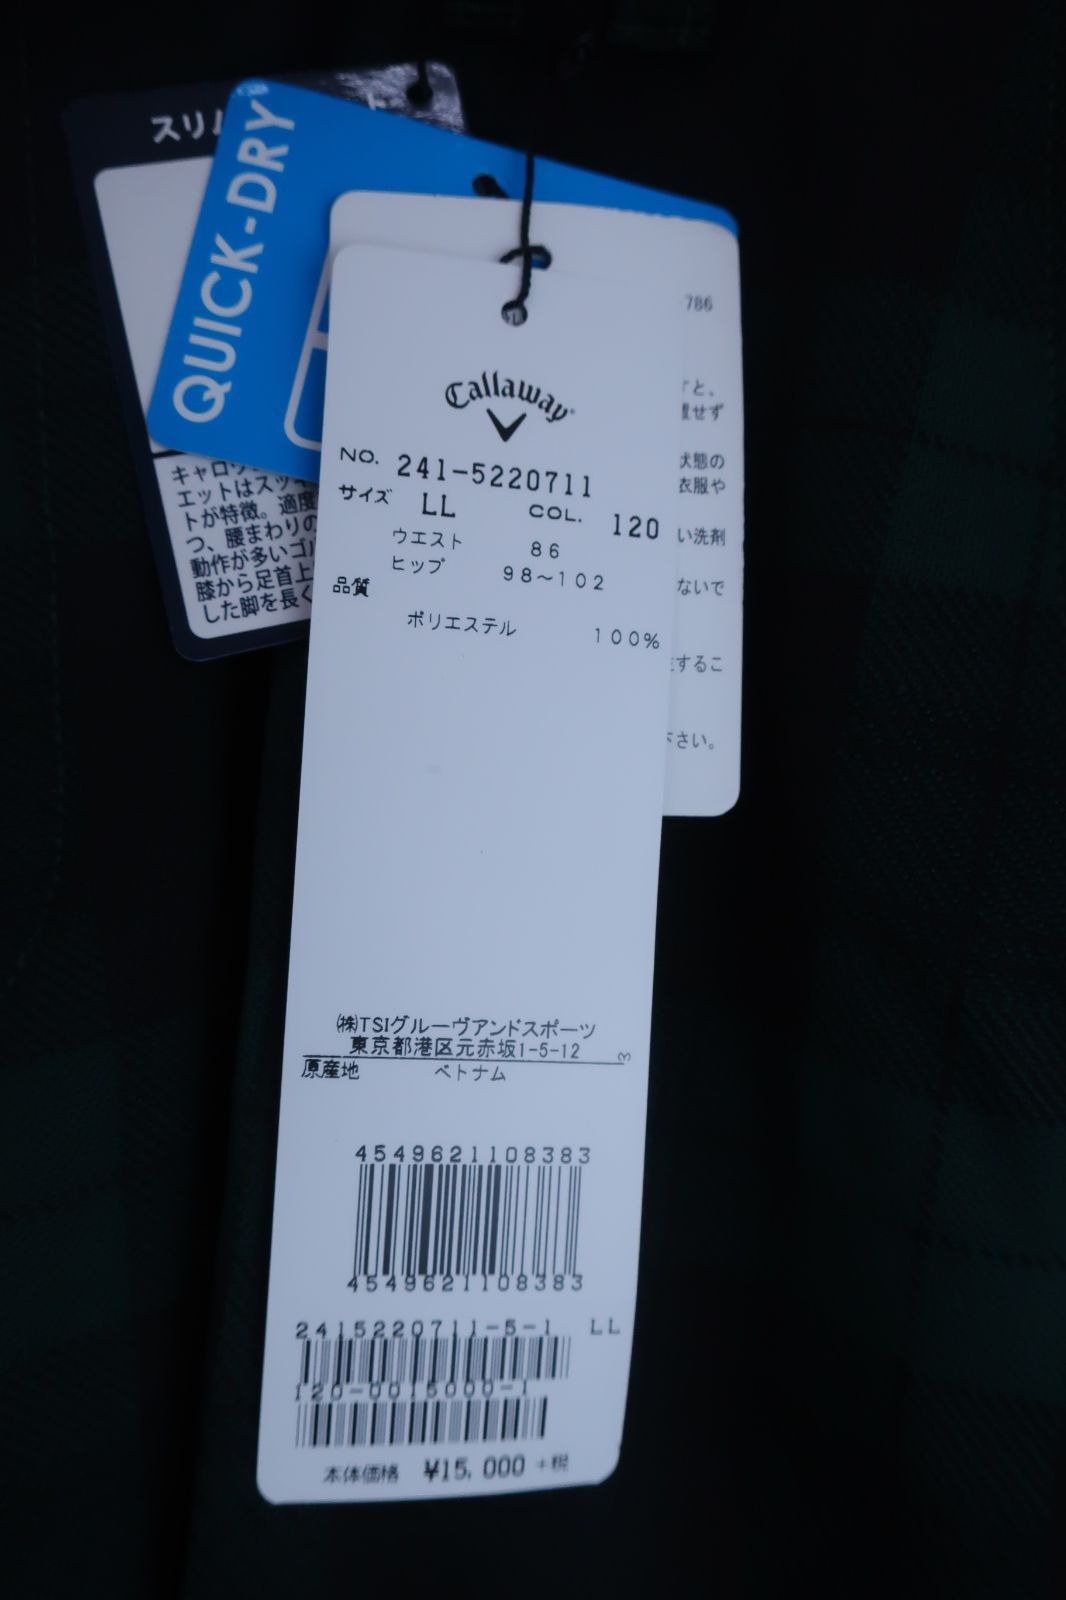 QUICK-DRY
キャロウ
エットはスッキ
トが特徴。適度
つ、腰まわりの
動作が多いゴル
膝から足首上
した脚を長く
786
と、
置せず
状態の
衣服や
い洗剤
ないで
するこ
下さい。
Callaway
NO. 241-5220711
サイズ LL COL. 120
ウエスト 86
ヒップ 98~102
品質
ポリエステル 100%
㈱TSIグルーヴアンドスポーツ
東京都港区元赤坂1-5-12
原産地 ベトナム
4549621108383
4549621108383
2415220711-5-1 LL
120-0015000-1
本体価格 ¥15,000 +税